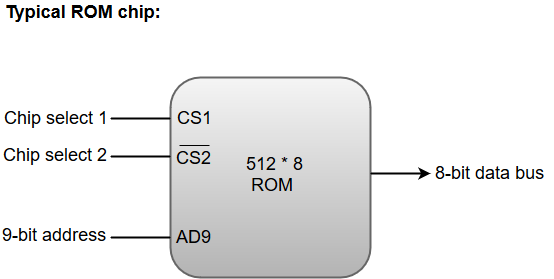 Typical ROM chip:
Chip select 1
CS1
Chip select 2
C̅S̅2̅
512 * 8
ROM
8-bit data bus
9-bit address
AD9